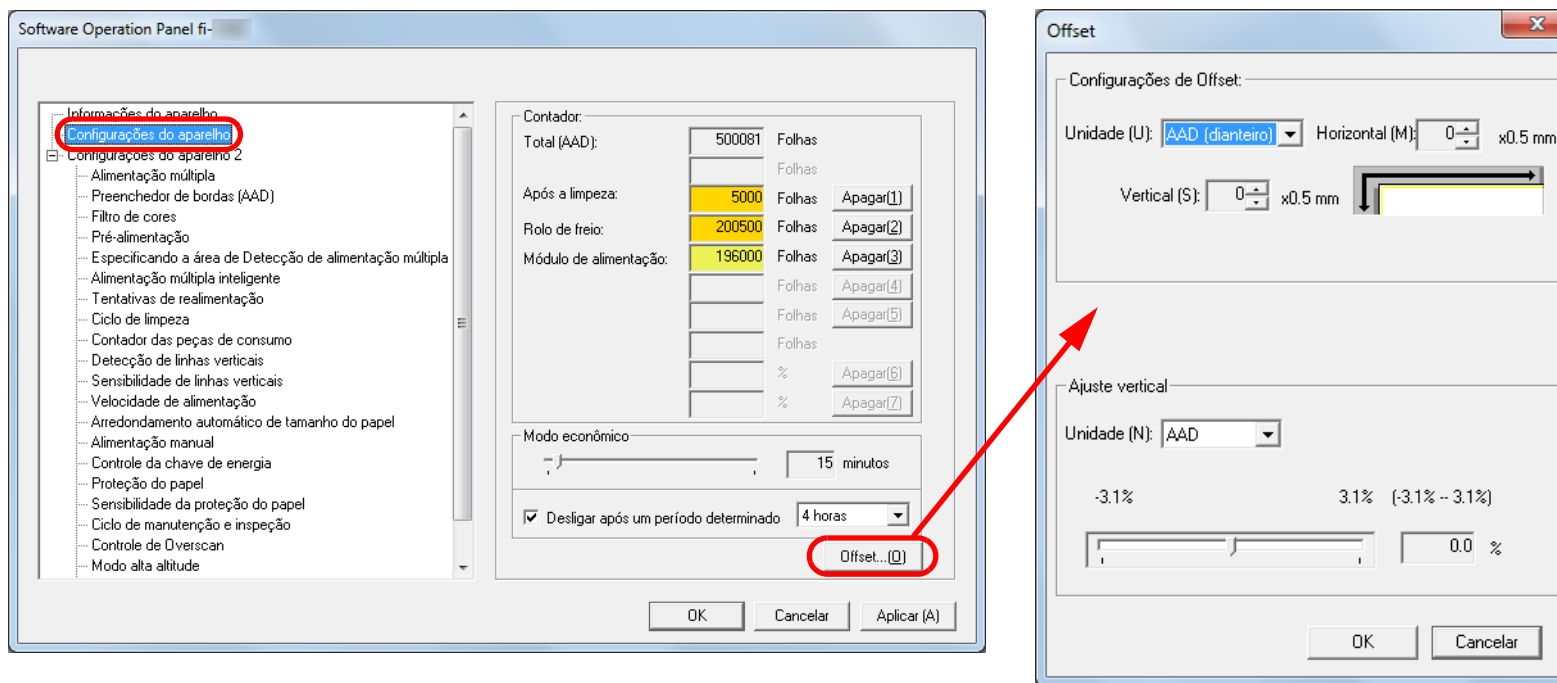 Software Operation Panel fi-
Informações do aparelho
Configurações do aparelho
Configurações do aparelho 2
Alimentação múltipla
Preenchedor de bordas (AAD)
Filtro de cores
Pré-alimentação
Especificando a área de Detecção de alimentação múltipla
Alimentação múltipla inteligente
Tentativas de realimentação
Ciclo de limpeza
Contador das peças de consumo
Detecção de linhas verticais
Sensibilidade de linhas verticais
Velocidade de alimentação
Arredondamento automático de tamanho do papel
Alimentação manual
Controle da chave de energia
Proteção do papel
Sensibilidade da proteção do papel
Ciclo de manutenção e inspeção
Controle de Overscan
Modo alta altitude
Contador:
Total (AAD): 500081 Folhas
Folhas
Após a limpeza: 5000 Folhas Apagar(1)
Rolo de freio: 200500 Folhas Apagar(2)
Módulo de alimentação: 196000 Folhas Apagar(3)
Folhas Apagar(4)
Folhas Apagar(5)
Folhas
% Apagar(6)
% Apagar(7)
Modo econômico
15 minutos
Desligar após um período determinado 4 horas
Offset...(O)
OK Cancelar Aplicar (A)
Offset
Configurações de Offset:
Unidade (U): AAD (dianteiro) Horizontal (M): 0 x0.5 mm
Vertical (S): 0 x0.5 mm
Ajuste vertical
Unidade (N): AAD
-3.1% 3.1% (-3.1% -- 3.1%)
0.0 %
OK Cancelar